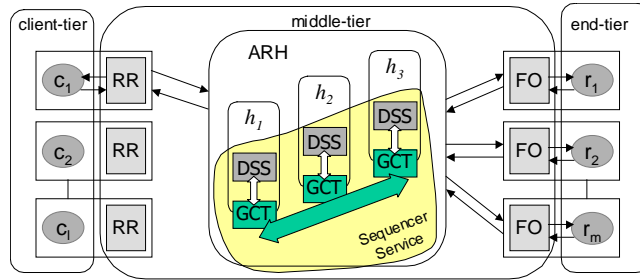 client-tier
middle-tier
end-tier
ARH
c1
RR
h1
h2
h3
FO
r1
DSS
DSS
DSS
GCT
GCT
GCT
c2
RR
FO
r2
cl
RR
Sequencer
Service
FO
rm